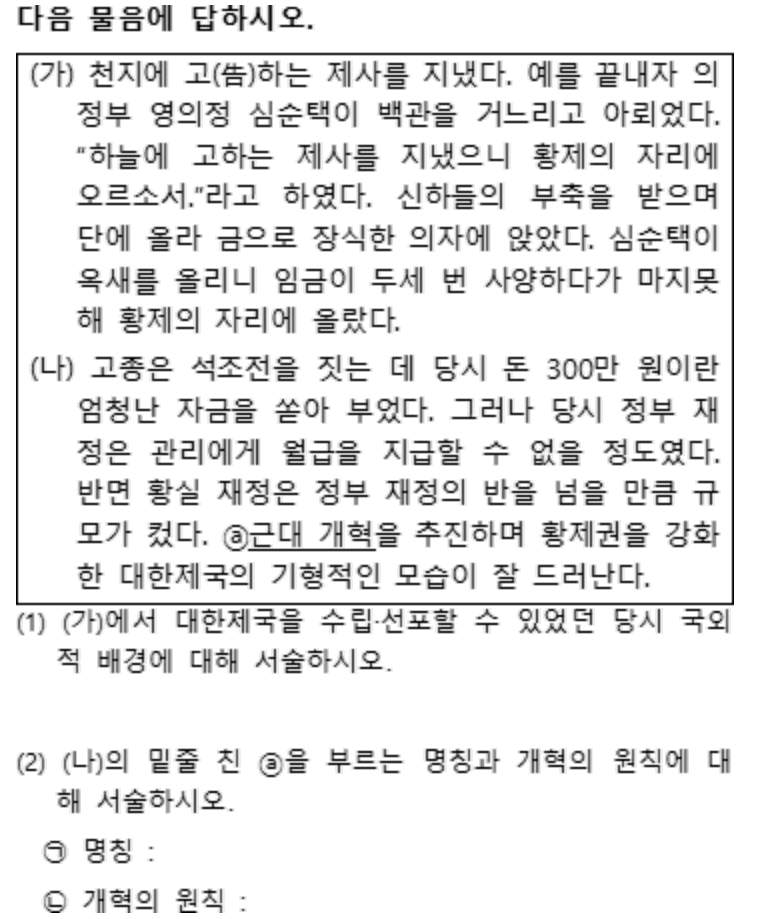 다음 물음에 답하시오.
(가) 천지에 고(告)하는 제사를 지냈다. 예를 끝내자 의
정부 영의정 심순택이 백관을 거느리고 아뢰었다.
"하늘에 고하는 제사를 지냈으니 황제의 자리에
오르소서."라고 하였다. 신하들의 부축을 받으며
단에 올라 금으로 장식한 의자에 앉았다. 심순택이
옥새를 올리니 임금이 두세 번 사양하다가 마지못
해 황제의 자리에 올랐다.
(나) 고종은 석조전을 짓는 데 당시 돈 300만 원이란
엄청난 자금을 쏟아 부었다. 그러나 당시 정부 재
정은 관리에게 월급을 지급할 수 없을 정도였다.
반면 황실 재정은 정부 재정의 반을 넘을 만큼 규
모가 컸다. ⓐ근대 개혁을 추진하며 황제권을 강화
한 대한제국의 기형적인 모습이 잘 드러난다.
(1) (가)에서 대한제국을 수립·선포할 수 있었던 당시 국외
적 배경에 대해 서술하시오.
(2) (나)의 밑줄 친 ⓐ을 부르는 명칭과 개혁의 원칙에 대
해 서술하시오.
㉠ 명칭 :
㉡ 개혁의 원칙 :